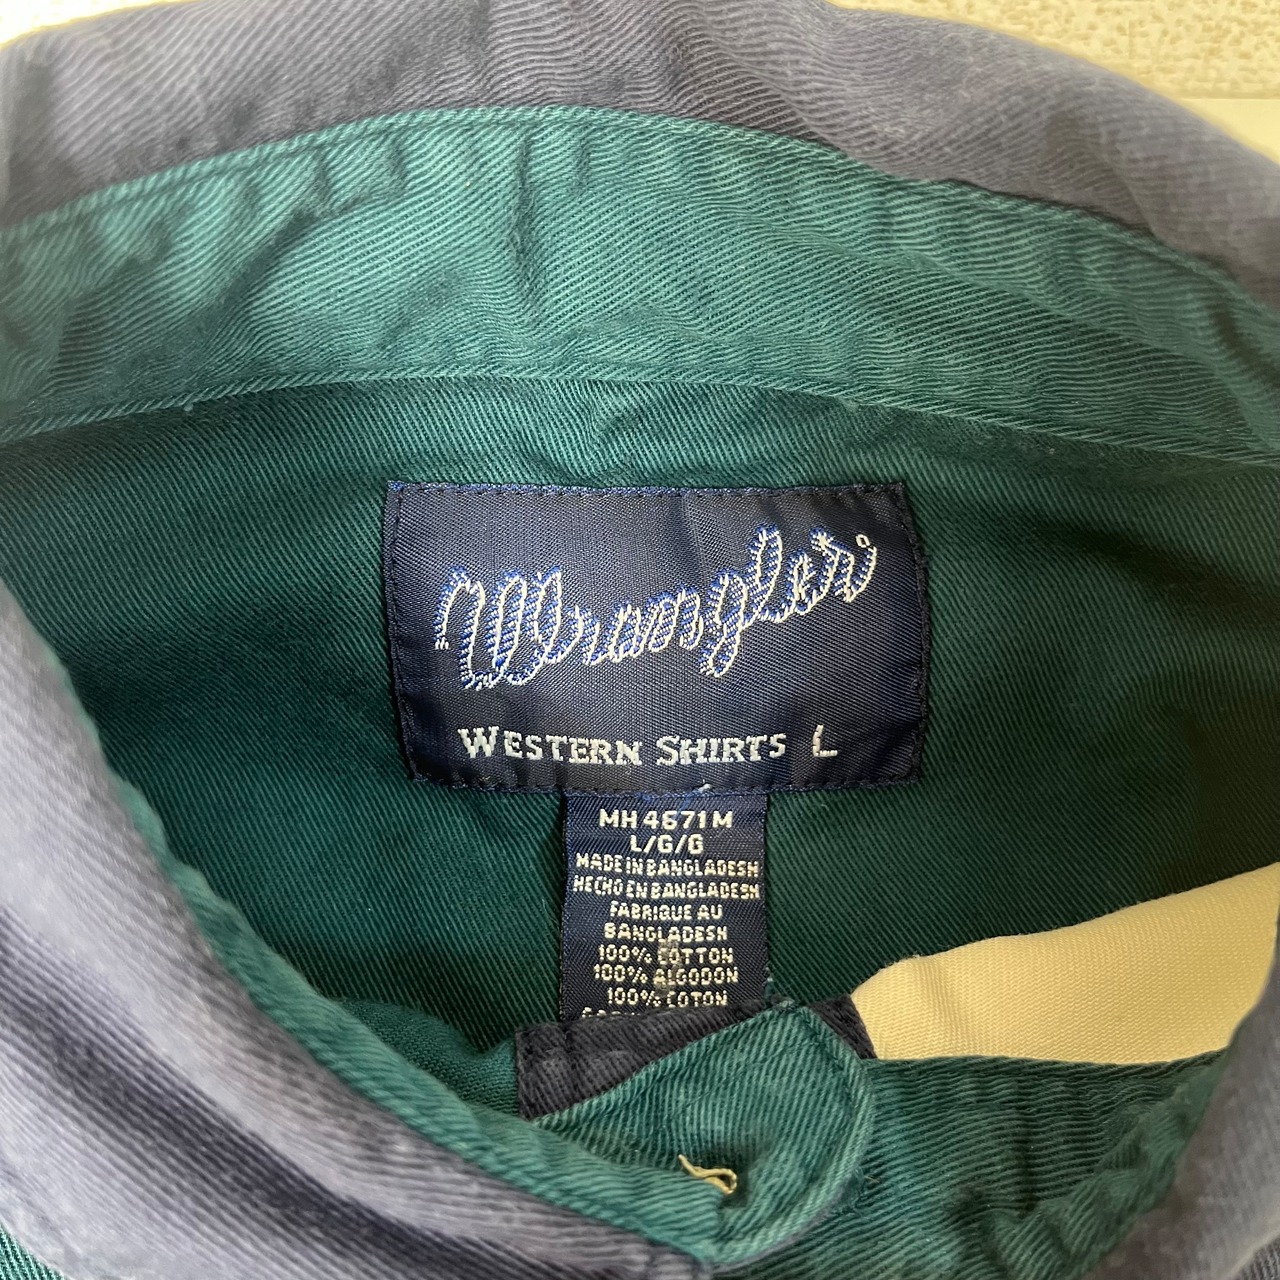 Wrangler®
WESTERN SHIRTS L
MH4671M
L/G/G
MADE IN BANGLADESH
HECHO EN BANGLADESH
FABRIQUE AU
BANGLADESH
100% COTTON
100% ALGODON
100% COTON